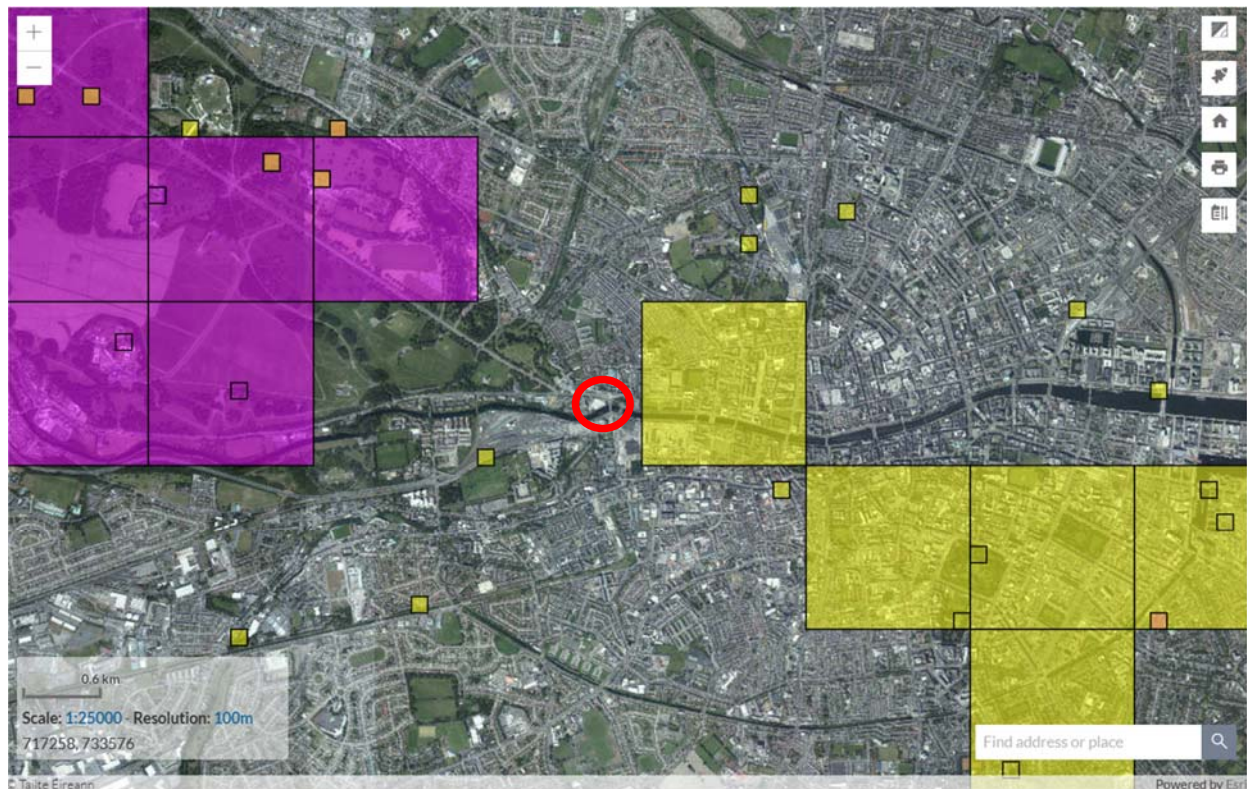 +
−
0.6 km
Scale: 1:25000 - Resolution: 100m
717258, 733576
Find address or place
© Tailte Éireann
Powered by Esri